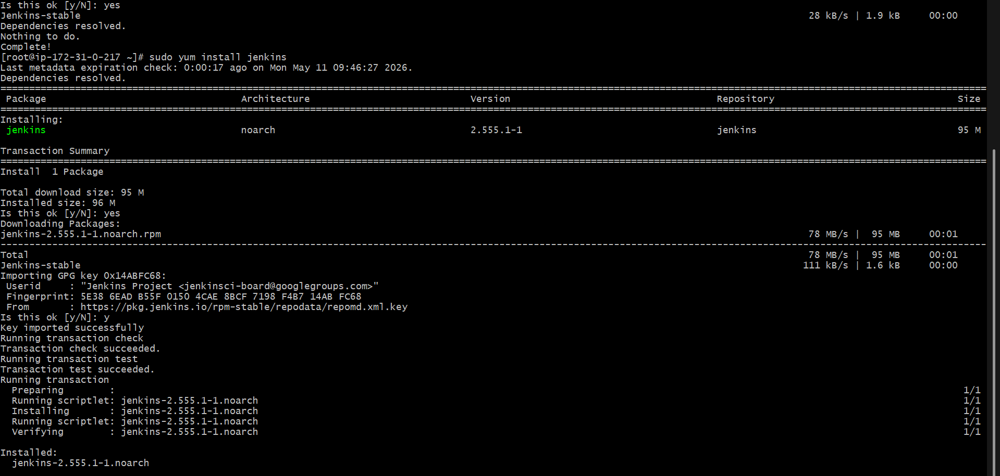 Is this ok [y/N]: yes
Jenkins-stable 28 kB/s | 1.9 kB 00:00
Dependencies resolved.
Nothing to do.
Complete!
[root@ip-172-31-0-217 ~]# sudo yum install jenkins
Last metadata expiration check: 0:00:17 ago on Mon May 11 09:46:27 2026.
Dependencies resolved.
Package Architecture Version Repository Size
Installing:
jenkins noarch 2.555.1-1 jenkins 95 M
Transaction Summary
Install 1 Package
Total download size: 95 M
Installed size: 96 M
Is this ok [y/N]: yes
Downloading Packages:
jenkins-2.555.1-1.noarch.rpm 78 MB/s | 95 MB 00:01
Total 78 MB/s | 95 MB 00:01
Jenkins-stable 111 kB/s | 1.6 kB 00:00
Importing GPG key 0x14ABFC68:
Userid : "Jenkins Project <jenkinsci-board@googlegroups.com>"
Fingerprint: 5E38 6EAD B55F 0150 4CAE 8BCF 7198 F4B7 14AB FC68
From : https://pkg.jenkins.io/rpm-stable/repodata/repomd.xml.key
Is this ok [y/N]: y
Key imported successfully
Running transaction check
Transaction check succeeded.
Running transaction test
Transaction test succeeded.
Running transaction
Preparing : 1/1
Running scriptlet: jenkins-2.555.1-1.noarch 1/1
Installing : jenkins-2.555.1-1.noarch 1/1
Running scriptlet: jenkins-2.555.1-1.noarch 1/1
Verifying : jenkins-2.555.1-1.noarch 1/1
Installed:
jenkins-2.555.1-1.noarch